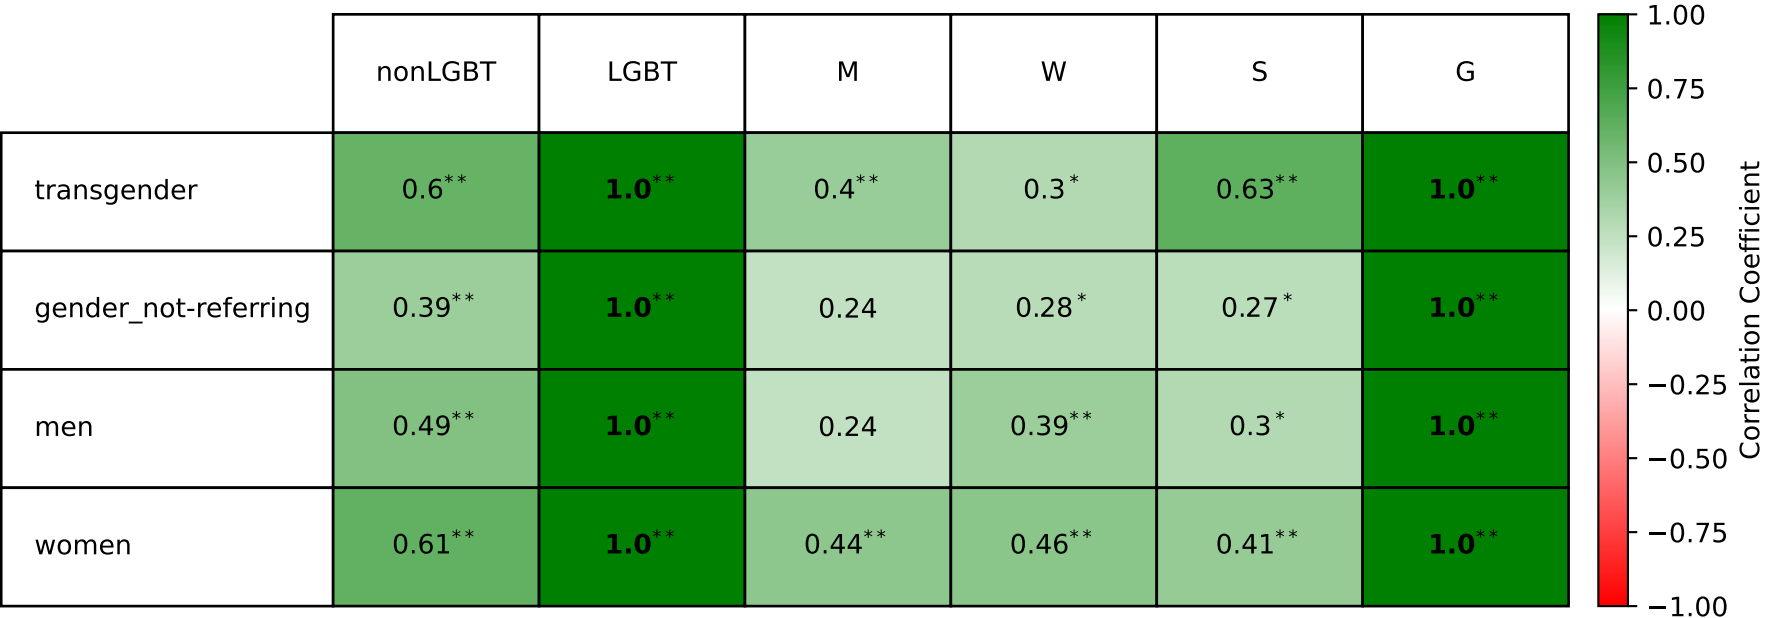 nonLGBT LGBT M W S G
transgender 0.6** 1.0** 0.4** 0.3* 0.63** 1.0**
gender_not-referring 0.39** 1.0** 0.24 0.28* 0.27* 1.0**
men 0.49** 1.0** 0.24 0.39** 0.3* 1.0**
women 0.61** 1.0** 0.44** 0.46** 0.41** 1.0**
1.00
0.75
0.50
0.25
0.00
−0.25
−0.50
−0.75
−1.00
Correlation Coefficient